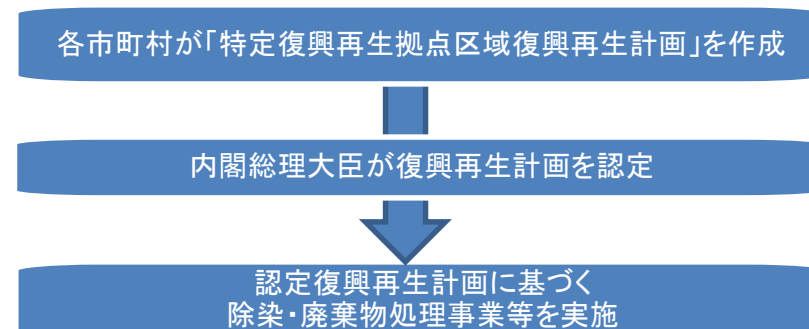 各市町村が「特定復興再生拠点区域復興再生計画」を作成
内閣総理大臣が復興再生計画を認定
認定復興再生計画に基づく
除染・廃棄物処理事業等を実施